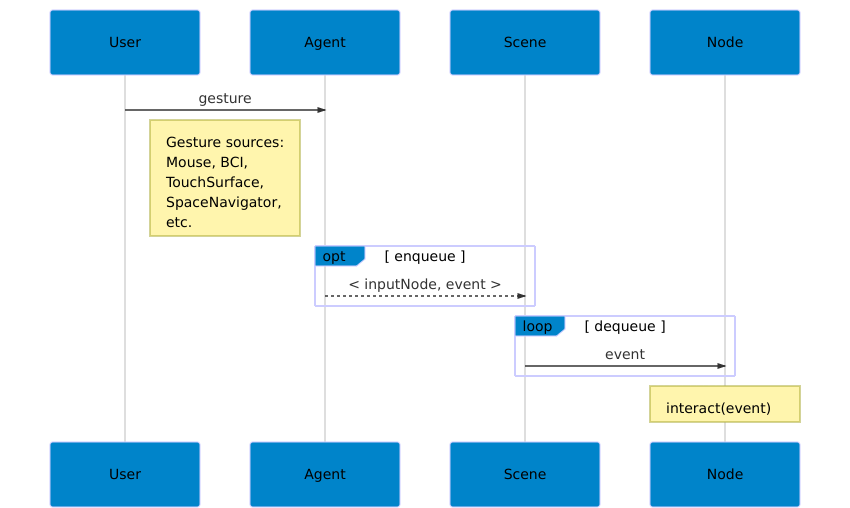 User Agent Scene Node
gesture
Gesture sources:
Mouse, BCI,
TouchSurface,
SpaceNavigator,
etc.
opt [ enqueue ]
< inputNode, event >
loop [ dequeue ]
event
interact(event)
User Agent Scene Node